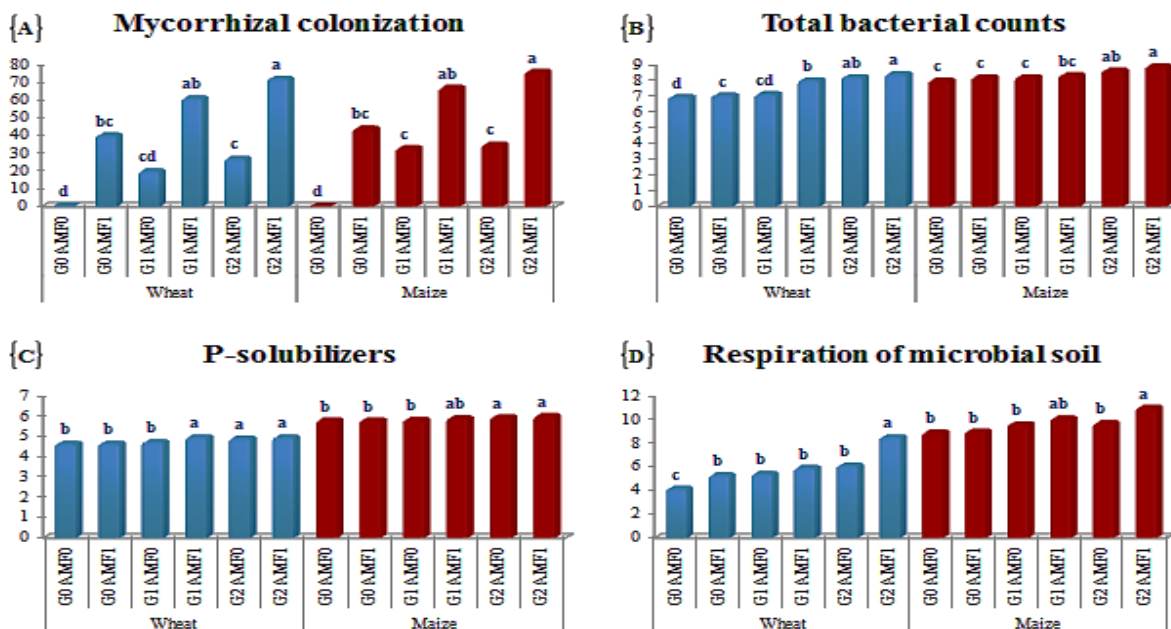 {A} Mycorrhizal colonization
80
70
60
50
40
30
20
10
0
d bc cd ab c a d bc c ab c a
G0 AMF0 G0 AMF1 G1 AMF0 G1 AMF1 G2 AMF0 G2 AMF1 G0 AMF0 G0 AMF1 G1 AMF0 G1 AMF1 G2 AMF0 G2 AMF1
Wheat Maize
{B} Total bacterial counts
9
8
7
6
5
4
3
2
1
0
d c cd b ab a c c c bc ab a
G0 AMF0 G0 AMF1 G1 AMF0 G1 AMF1 G2 AMF0 G2 AMF1 G0 AMF0 G0 AMF1 G1 AMF0 G1 AMF1 G2 AMF0 G2 AMF1
Wheat Maize
{C} P-solubilizers
7
6
5
4
3
2
1
0
b b b a a a b b b ab a a
G0 AMF0 G0 AMF1 G1 AMF0 G1 AMF1 G2 AMF0 G2 AMF1 G0 AMF0 G0 AMF1 G1 AMF0 G1 AMF1 G2 AMF0 G2 AMF1
Wheat Maize
{D} Respiration of microbial soil
12
10
8
6
4
2
0
c b b b b a b b b ab b a
G0 AMF0 G0 AMF1 G1 AMF0 G1 AMF1 G2 AMF0 G2 AMF1 G0 AMF0 G0 AMF1 G1 AMF0 G1 AMF1 G2 AMF0 G2 AMF1
Wheat Maize